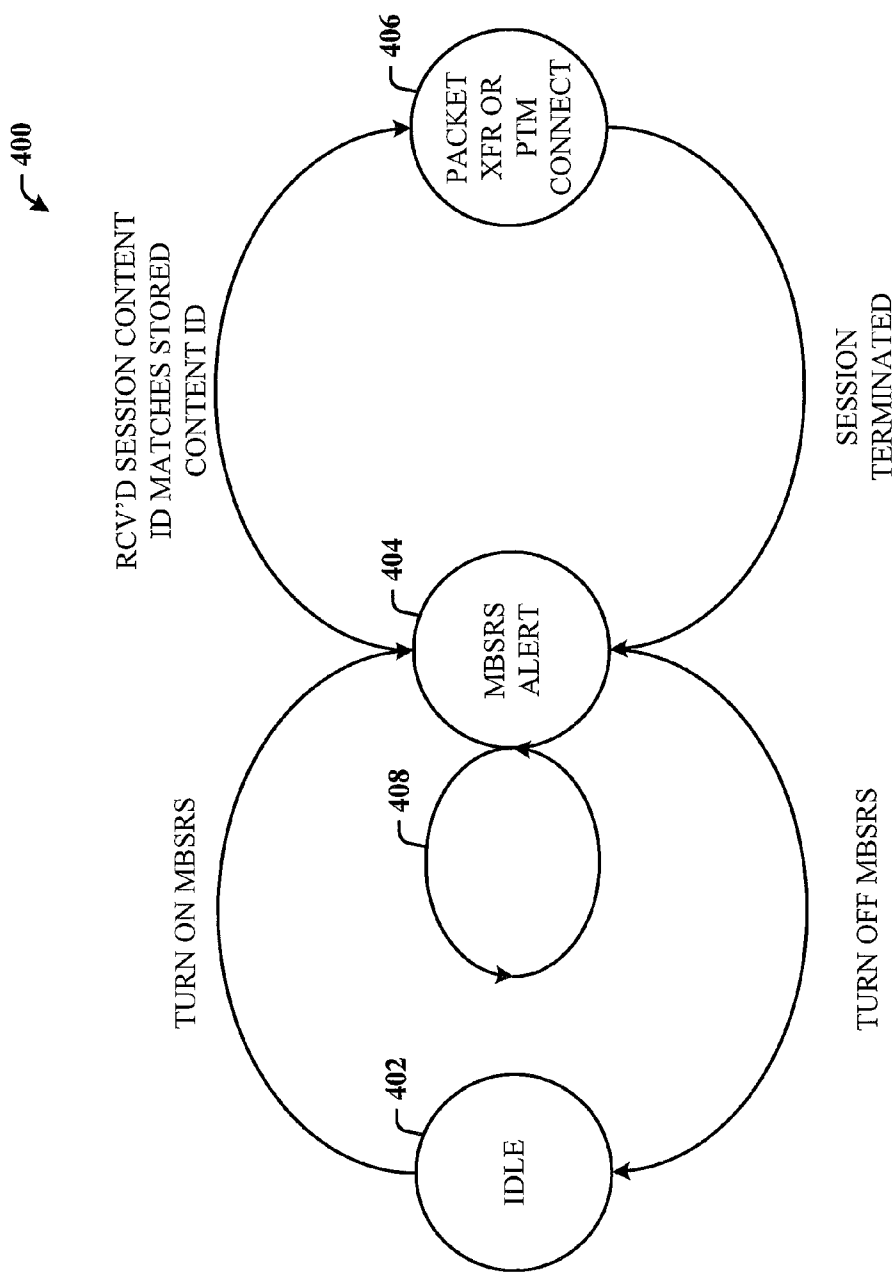 400
RCV'D SESSION CONTENT
ID MATCHES STORED
CONTENT ID
TURN ON MBSRS
402
IDLE
408
404
MBSRS
ALERT
406
PACKET
XFR OR
PTM
CONNECT
TURN OFF MBSRS
SESSION
TERMINATED